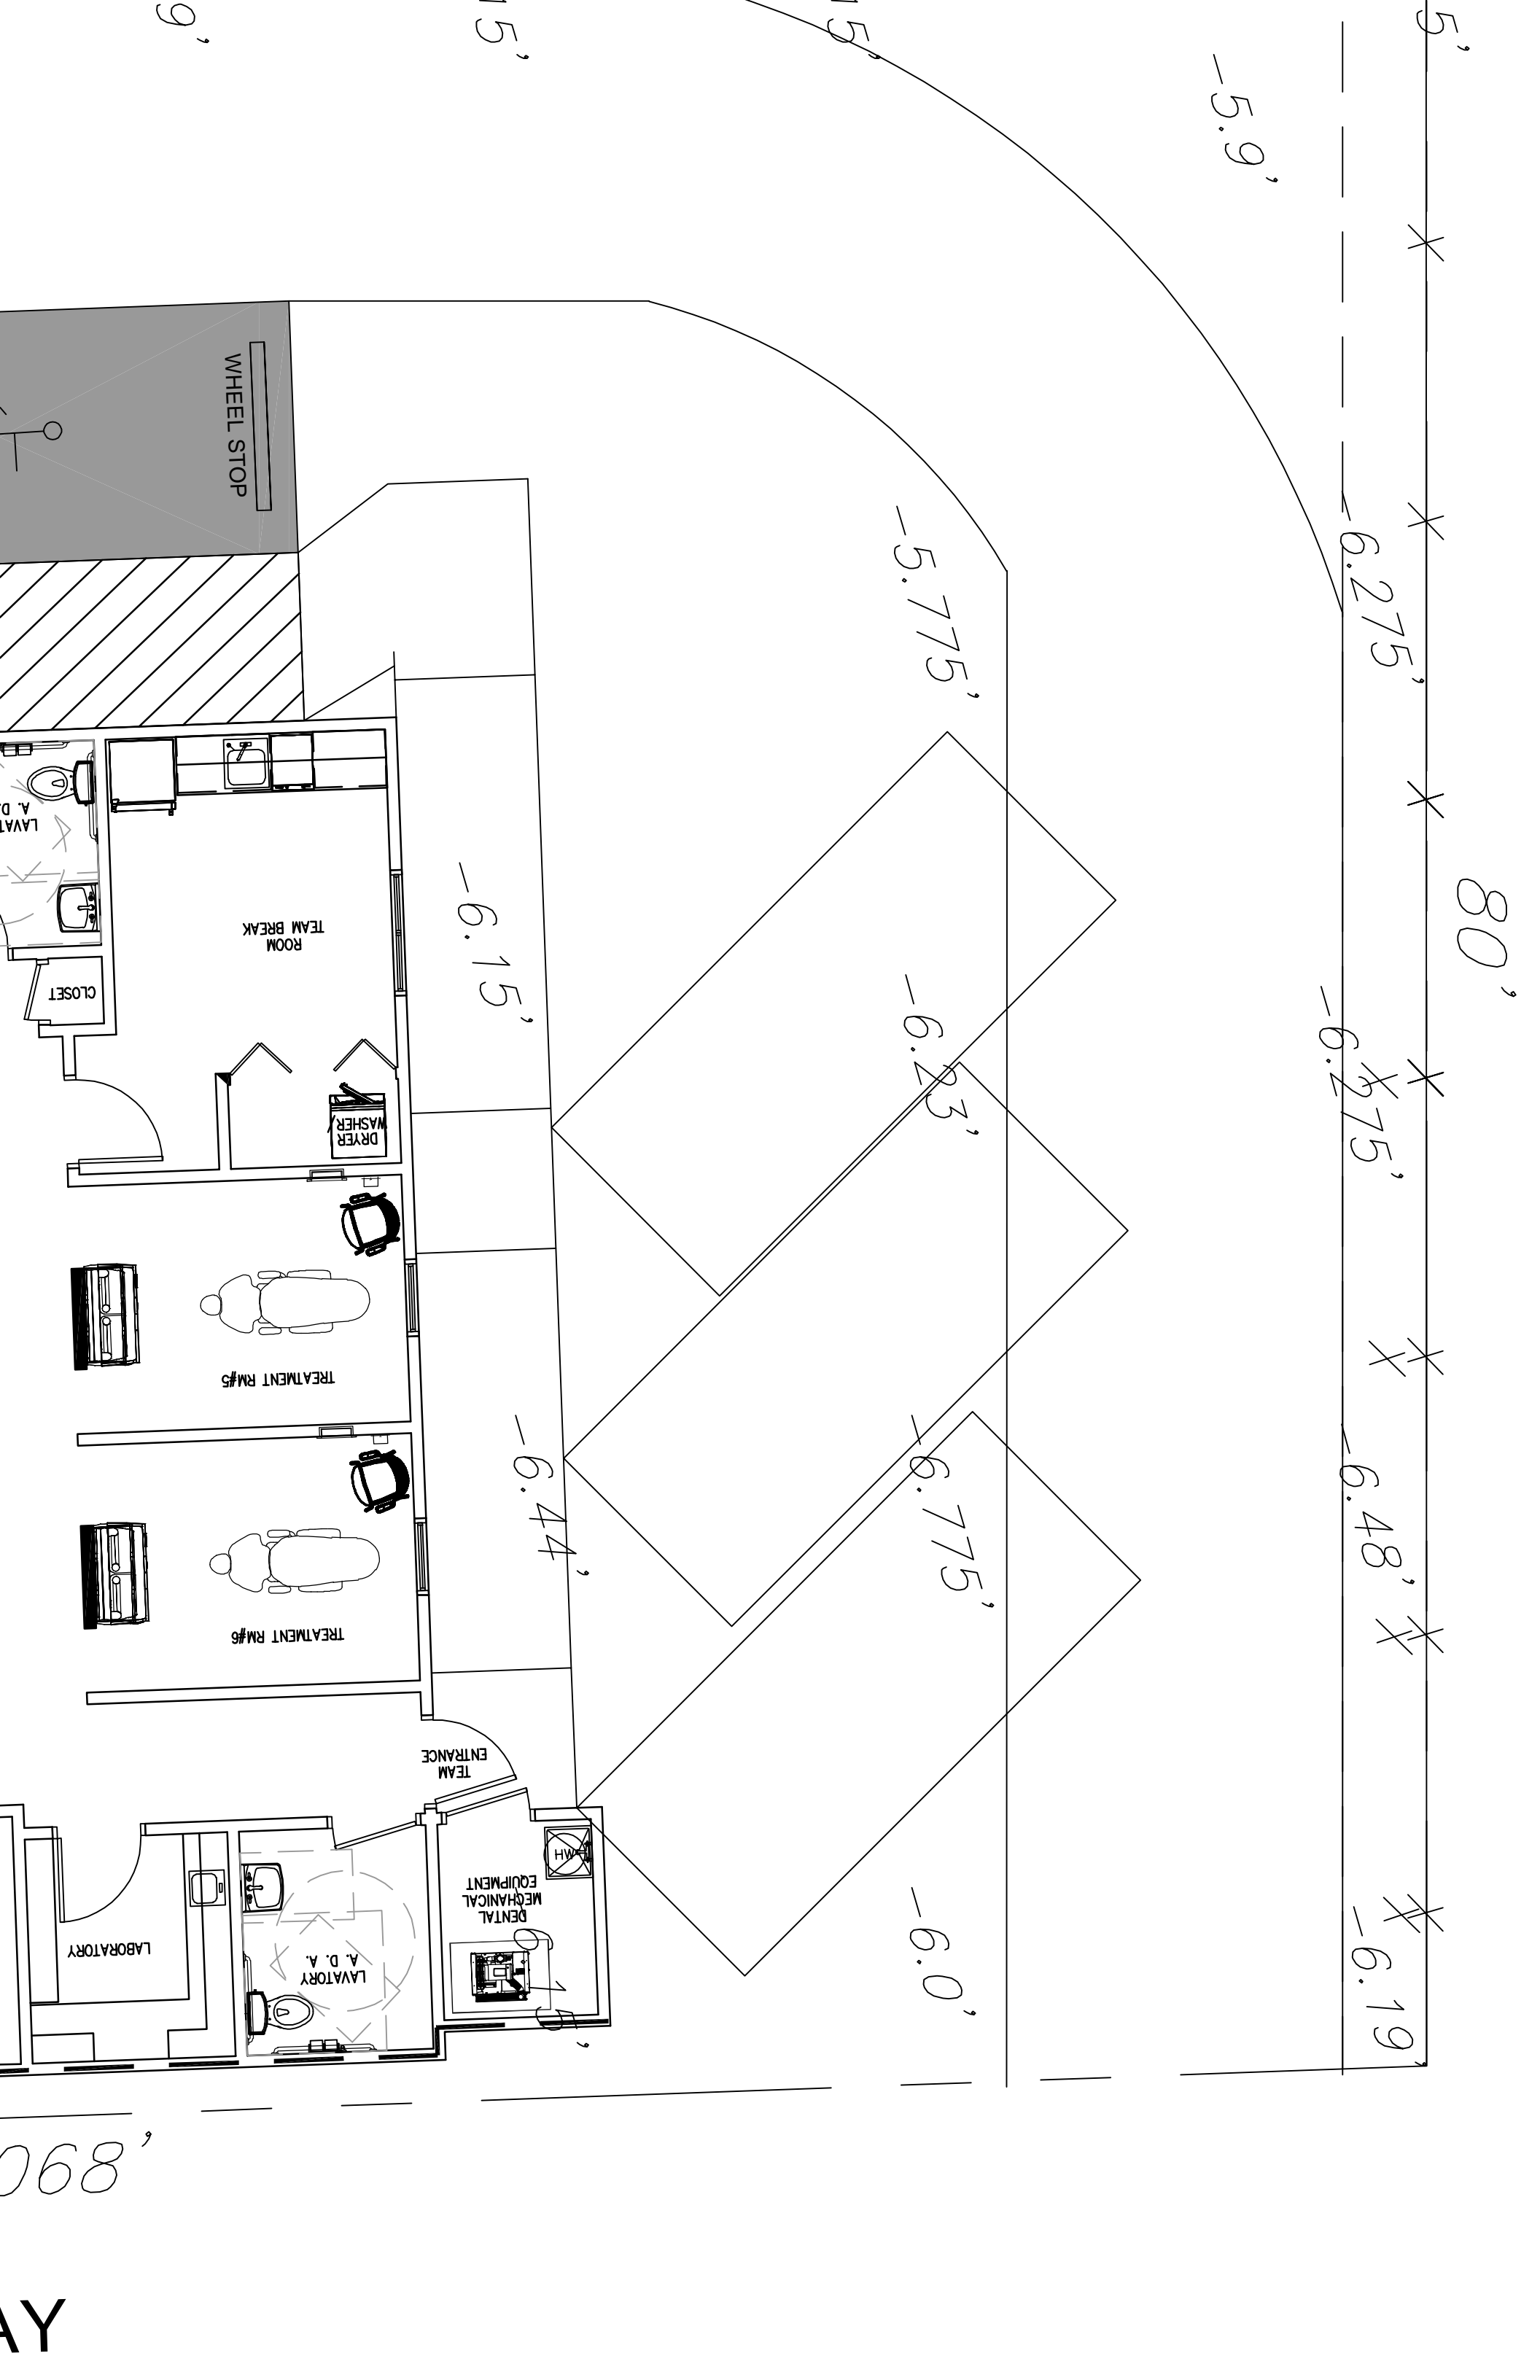 9'
15'
15'
5'
-5.9'
WHEEL STOP
-6.275'
-5.775'
LAVAT
A. D.
TEAM BREAK
ROOM
-6.15'
80'
CLOSET
-6.23'
-6.275'
WASHER
DRYER
TREATMENT RM#5
-6.44'
-6.775'
-6.48'
TREATMENT RM#6
TEAM
ENTRANCE
HW
DENTAL
MECHANICAL
EQUIPMENT
LABORATORY
LAVATORY
A. D. A.
-6.0'
-6.19'
068'
AY